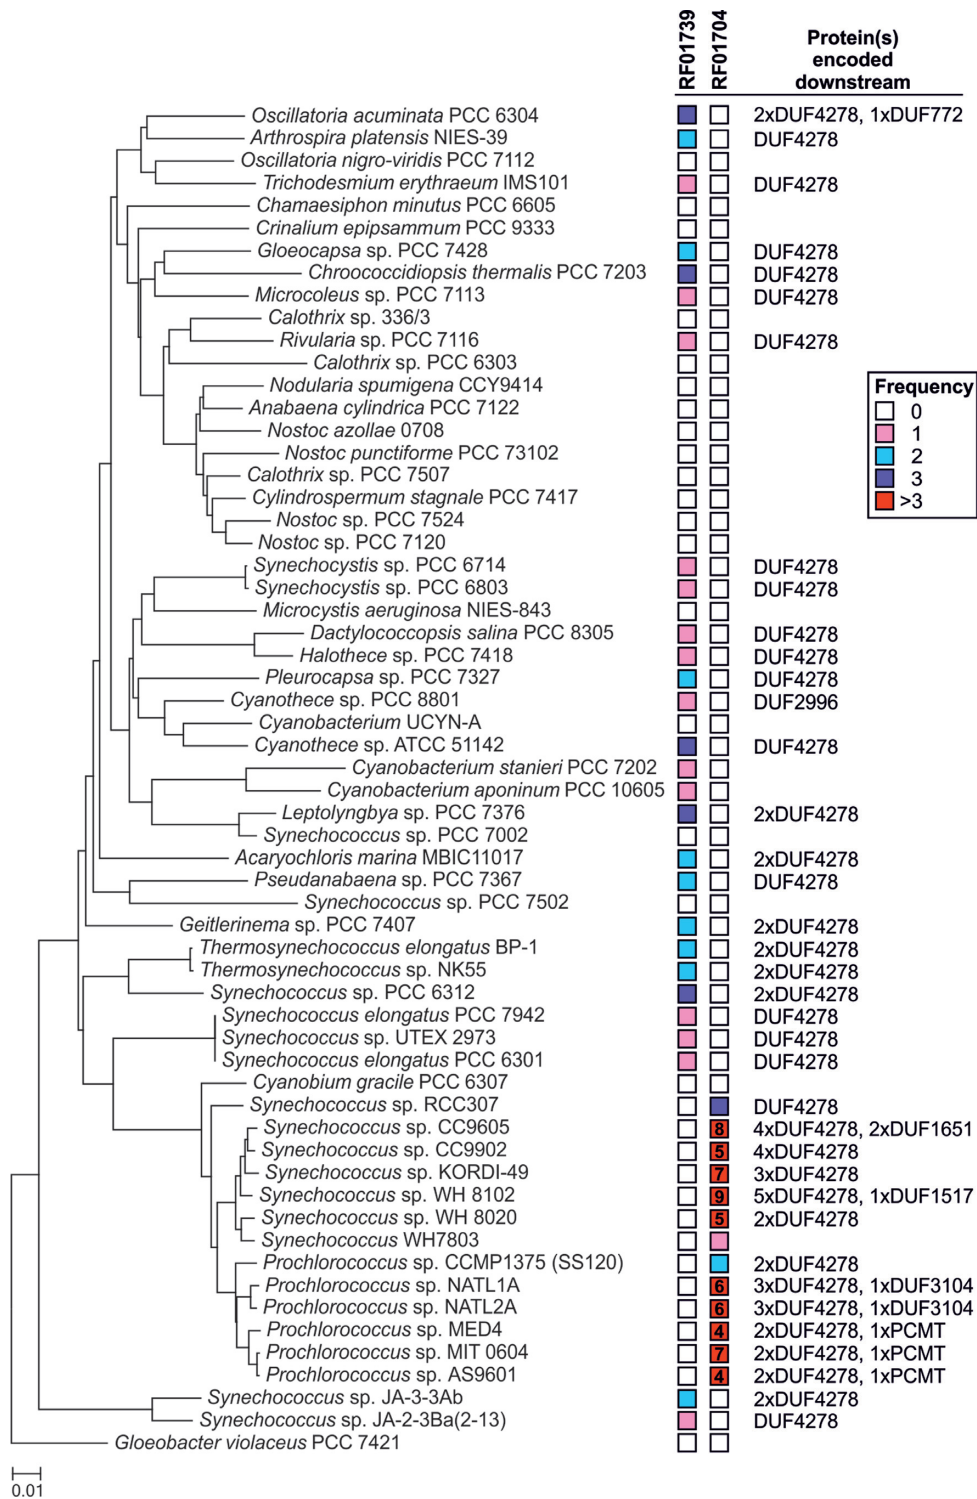 RF01739
RF01704
Protein(s)
encoded
downstream
Oscillatoria acuminata PCC 6304 2xDUF4278, 1xDUF772
Arthrospira platensis NIES-39 DUF4278
Oscillatoria nigro-viridis PCC 7112
Trichodesmium erythraeum IMS101 DUF4278
Chamaesiphon minutus PCC 6605
Crinalium epipsammum PCC 9333
Gloeocapsa sp. PCC 7428 DUF4278
Chroococcidiopsis thermalis PCC 7203 DUF4278
Microcoleus sp. PCC 7113 DUF4278
Calothrix sp. 336/3
Rivularia sp. PCC 7116 DUF4278
Calothrix sp. PCC 6303
Nodularia spumigena CCY9414
Anabaena cylindrica PCC 7122
Nostoc azollae 0708
Nostoc punctiforme PCC 73102
Calothrix sp. PCC 7507
Cylindrospermum stagnale PCC 7417
Nostoc sp. PCC 7524
Nostoc sp. PCC 7120
Frequency
0
1
2
3
>3
Synechocystis sp. PCC 6714 DUF4278
Synechocystis sp. PCC 6803 DUF4278
Microcystis aeruginosa NIES-843
Dactylococcopsis salina PCC 8305 DUF4278
Halothece sp. PCC 7418 DUF4278
Pleurocapsa sp. PCC 7327 DUF4278
Cyanothece sp. PCC 8801 DUF2996
Cyanobacterium UCYN-A
Cyanothece sp. ATCC 51142 DUF4278
Cyanobacterium stanieri PCC 7202
Cyanobacterium aponinum PCC 10605
Leptolyngbya sp. PCC 7376 2xDUF4278
Synechococcus sp. PCC 7002
Acaryochloris marina MBIC11017 2xDUF4278
Pseudanabaena sp. PCC 7367 DUF4278
Synechococcus sp. PCC 7502
Geitlerinema sp. PCC 7407 2xDUF4278
Thermosynechococcus elongatus BP-1 2xDUF4278
Thermosynechococcus sp. NK55 2xDUF4278
Synechococcus sp. PCC 6312 2xDUF4278
Synechococcus elongatus PCC 7942 DUF4278
Synechococcus sp. UTEX 2973 DUF4278
Synechococcus elongatus PCC 6301 DUF4278
Cyanobium gracile PCC 6307
Synechococcus sp. RCC307 DUF4278
Synechococcus sp. CC9605 8 4xDUF4278, 2xDUF1651
Synechococcus sp. CC9902 5 4xDUF4278
Synechococcus sp. KORDI-49 7 3xDUF4278
Synechococcus sp. WH 8102 9 5xDUF4278, 1xDUF1517
Synechococcus sp. WH 8020 5 2xDUF4278
Synechococcus WH7803
Prochlorococcus sp. CCMP1375 (SS120) 2xDUF4278
Prochlorococcus sp. NATL1A 6 3xDUF4278, 1xDUF3104
Prochlorococcus sp. NATL2A 6 3xDUF4278, 1xDUF3104
Prochlorococcus sp. MED4 4 2xDUF4278, 1xPCMT
Prochlorococcus sp. MIT 0604 7 2xDUF4278, 1xPCMT
Prochlorococcus sp. AS9601 4 2xDUF4278, 1xPCMT
Synechococcus sp. JA-3-3Ab 2xDUF4278
Synechococcus sp. JA-2-3Ba(2-13) DUF4278
Gloeobacter violaceus PCC 7421
0.01